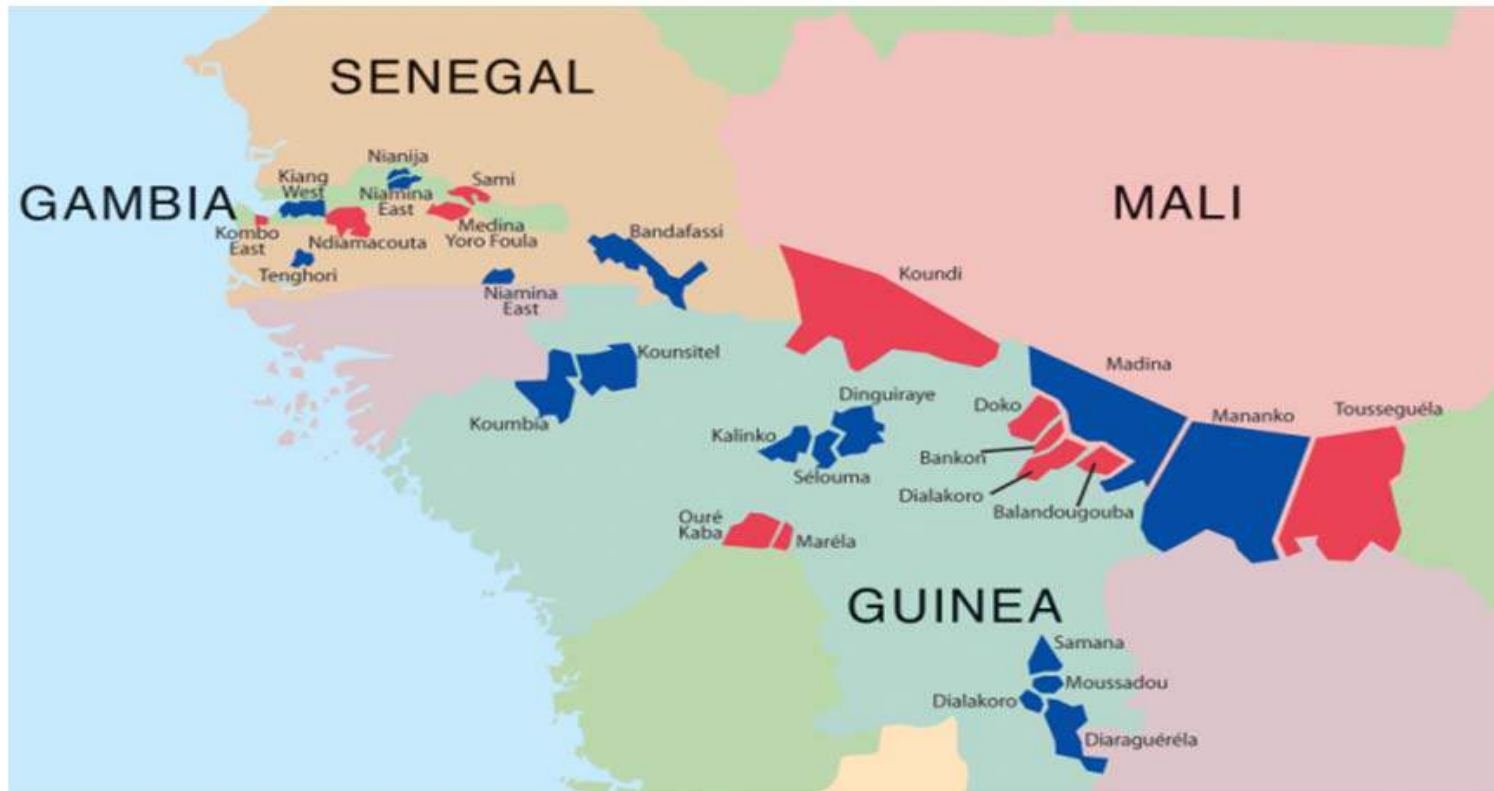 SENEGAL
Nianija
Kiang
West
Sami
MALI
GAMBIA
Niamina
East
Kombo
East
Ndiamacouta
Medina
Yoro Foula
Bandafassi
Tenghori
Koundi
Niamina
East
Kounsitel
Madina
Dinguiraye
Doko
Mananko
Tousseguéla
Koumbia
Kalinko
Bankon
Sélouma
Dialakoro
Balandougouba
Ouré
Kaba
Maréla
GUINEA
Samana
Moussadou
Dialakoro
Diaraguéréla